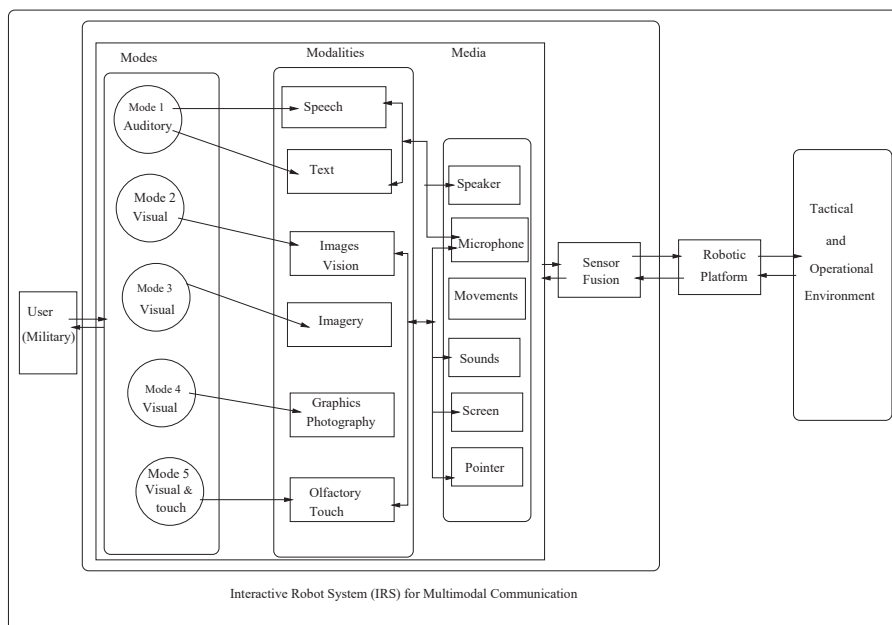 Modes
Modalities
Media
Mode 1
Auditory
Mode 2
Visual
Mode 3
Visual
Mode 4
Visual
Mode 5
Visual &
touch
Speech
Text
Images
Vision
Imagery
Graphics
Photography
Olfactory
Touch
Speaker
Microphone
Movements
Sounds
Screen
Pointer
User
(Military)
Sensor
Fusion
Robotic
Platform
Tactical
and
Operational
Environment
Interactive Robot System (IRS) for Multimodal Communication